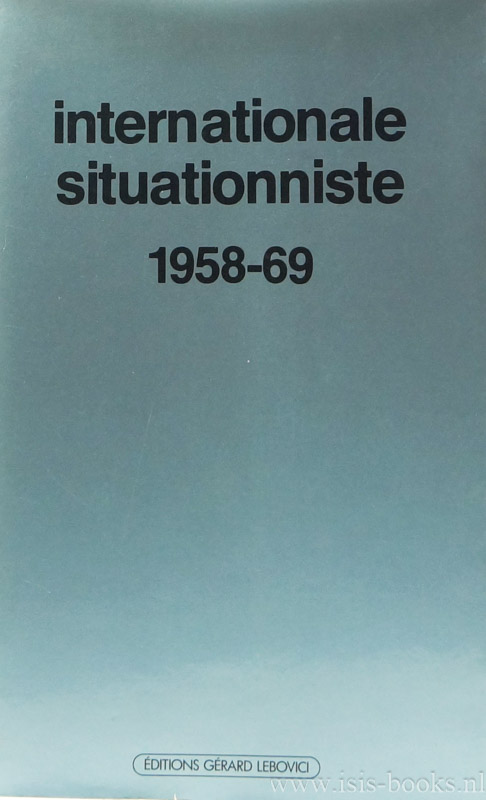 internationale
situationniste
1958-69
ÉDITIONS GÉRARD LEBOVICI
www.isis-books.nl